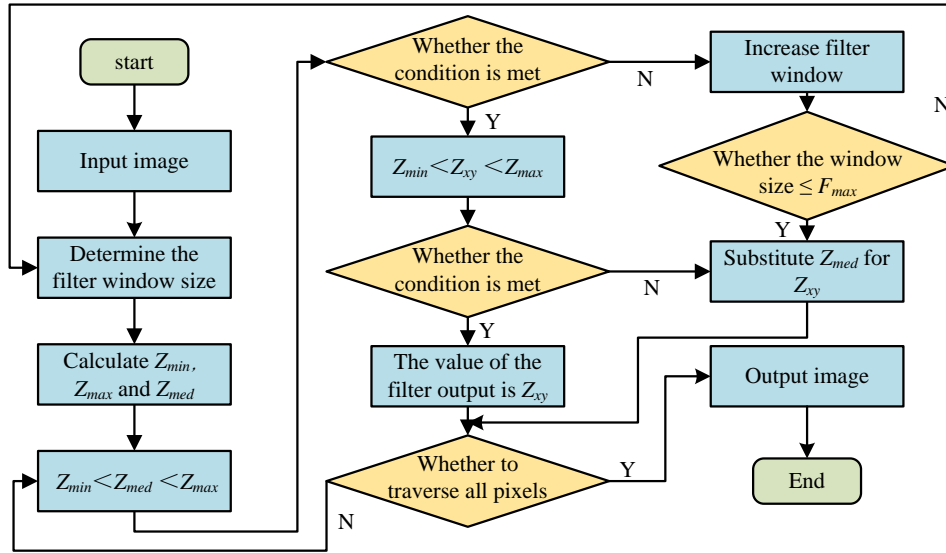 start
Input image
Determine the
filter window size
Calculate Zmin,
Zmax and Zmed
Zmin<Zmed<Zmax
Whether the
condition is met
N
Y
Zmin<Zxy<Zmax
Whether the
condition is met
N
Y
The value of the
filter output is Zxy
Whether to
traverse all pixels
Y
N
Increase filter
window
N
Whether the window
size ≤ Fmax
Y
Substitute Zmed for
Zxy
Output image
End